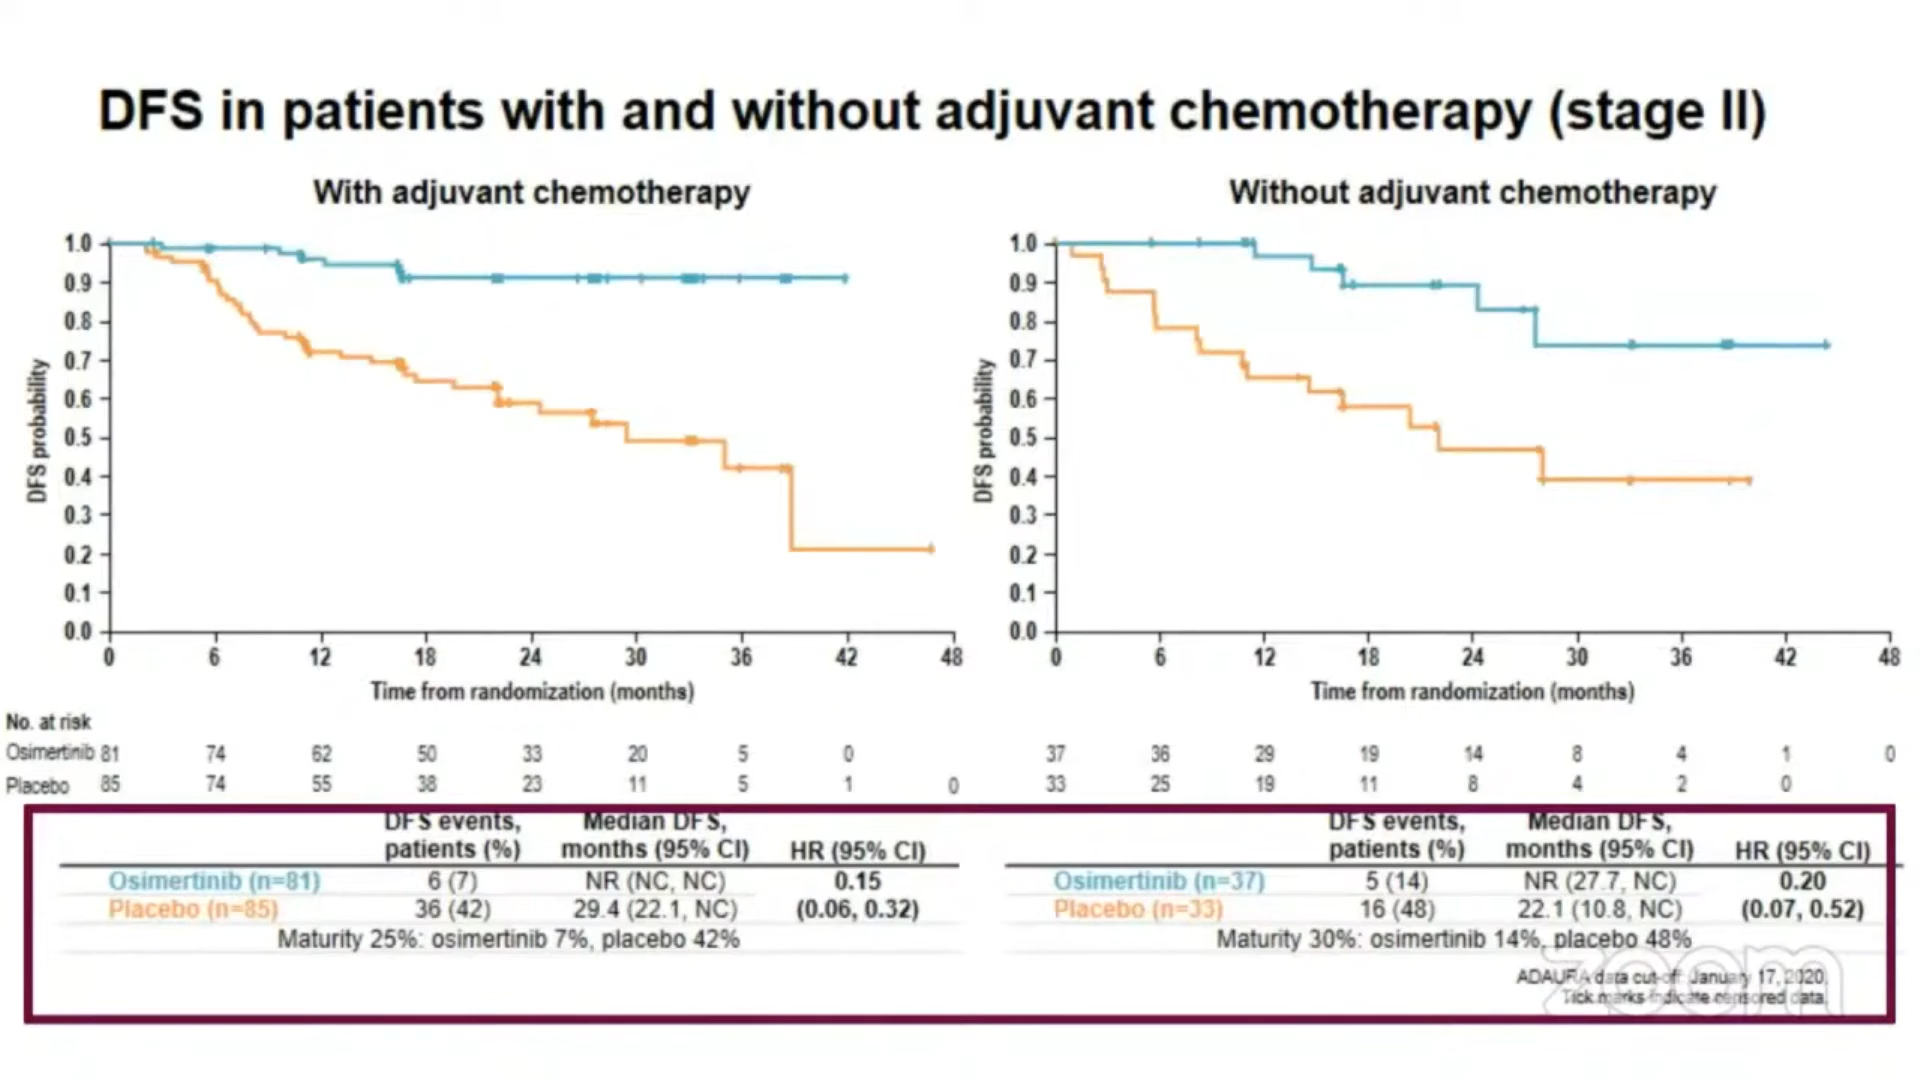 DFS in patients with and without adjuvant chemotherapy (stage II)
With adjuvant chemotherapy
DFS probability
1.0
0.9
0.8
0.7
0.6
0.5
0.4
0.3
0.2
0.1
0.0
0 6 12 18 24 30 36 42 48
Time from randomization (months)
Without adjuvant chemotherapy
DFS probability
1.0
0.9
0.8
0.7
0.6
0.5
0.4
0.3
0.2
0.1
0.0
0 6 12 18 24 30 36 42 48
Time from randomization (months)
No. at risk
Osimertinib 81 74 62 50 33 20 5 0
Placebo 85 74 55 38 23 11 5 1 0
37 36 29 19 14 8 4 1 0
33 25 19 11 8 4 2 0
DFS events, Median DFS,
patients (%) months (95% CI) HR (95% CI)
Osimertinib (n=81) 6 (7) NR (NC, NC) 0.15
Placebo (n=85) 36 (42) 29.4 (22.1, NC) (0.06, 0.32)
Maturity 25%: osimertinib 7%, placebo 42%
DFS events, Median DFS,
patients (%) months (95% CI) HR (95% CI)
Osimertinib (n=37) 5 (14) NR (27.7, NC) 0.20
Placebo (n=33) 16 (48) 22.1 (10.8, NC) (0.07, 0.52)
Maturity 30%: osimertinib 14%, placebo 48%
ADAURA data cut-off: January 17, 2020.
Tick marks indicate censored data.
zoom